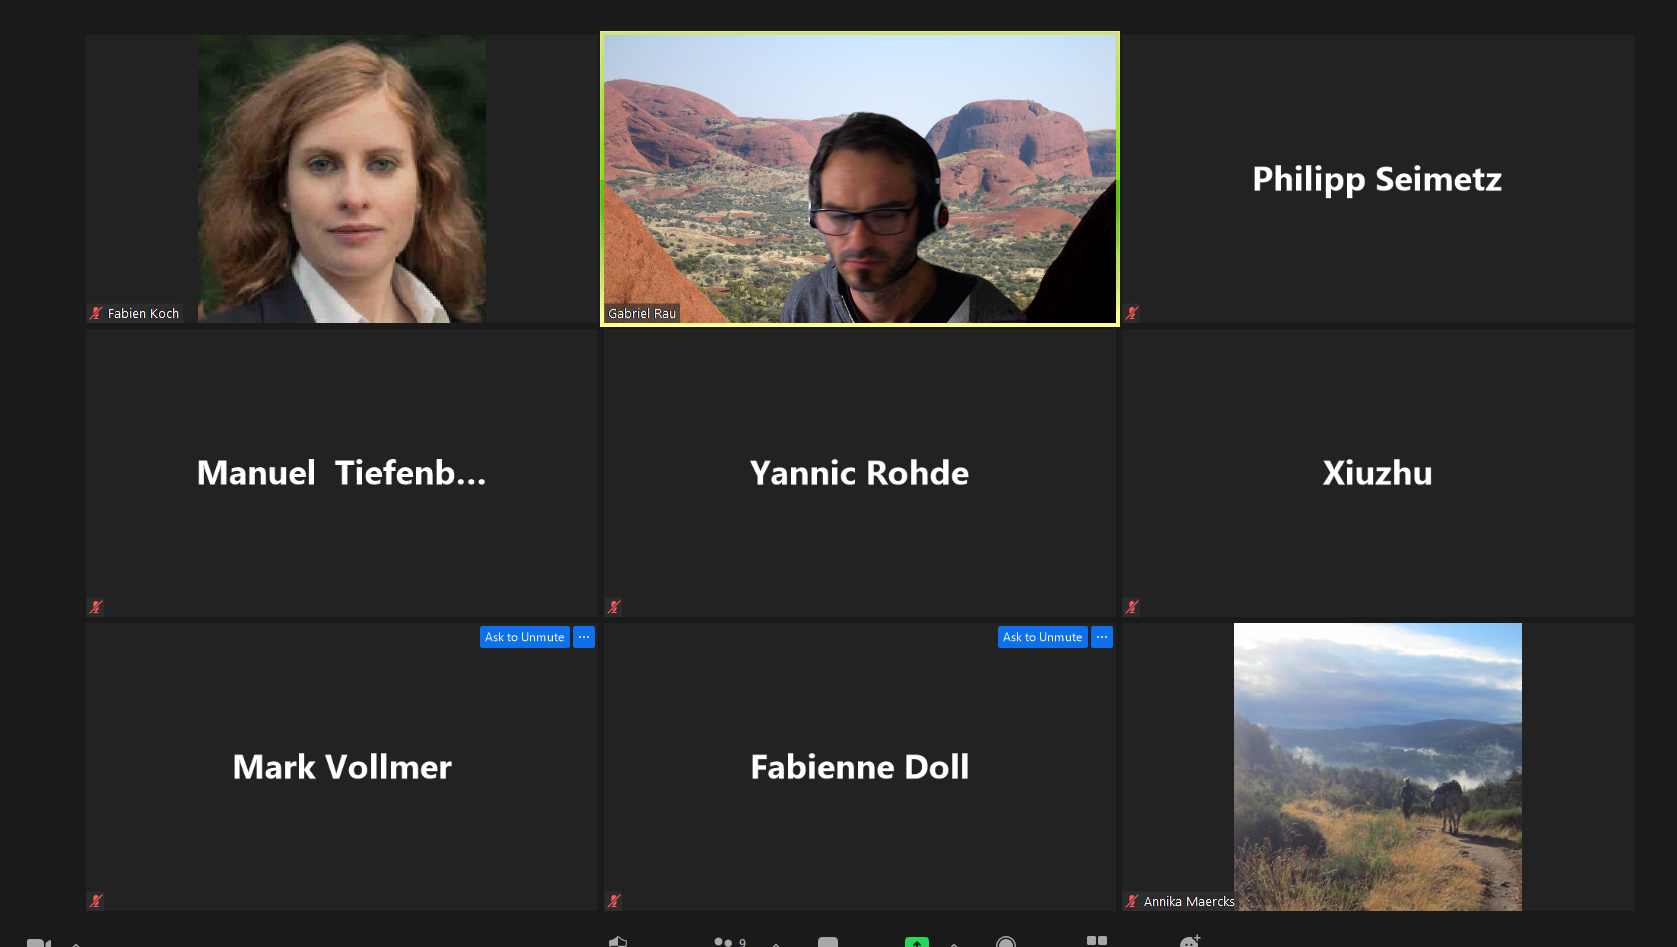 Fabien Koch
Gabriel Rau
Philipp Seimetz
Manuel  Tiefenb...
Yannic Rohde
Xiuzhu
Ask to Unmute ...
Ask to Unmute ...
Mark Vollmer
Fabienne Doll
Annika Maercks
9